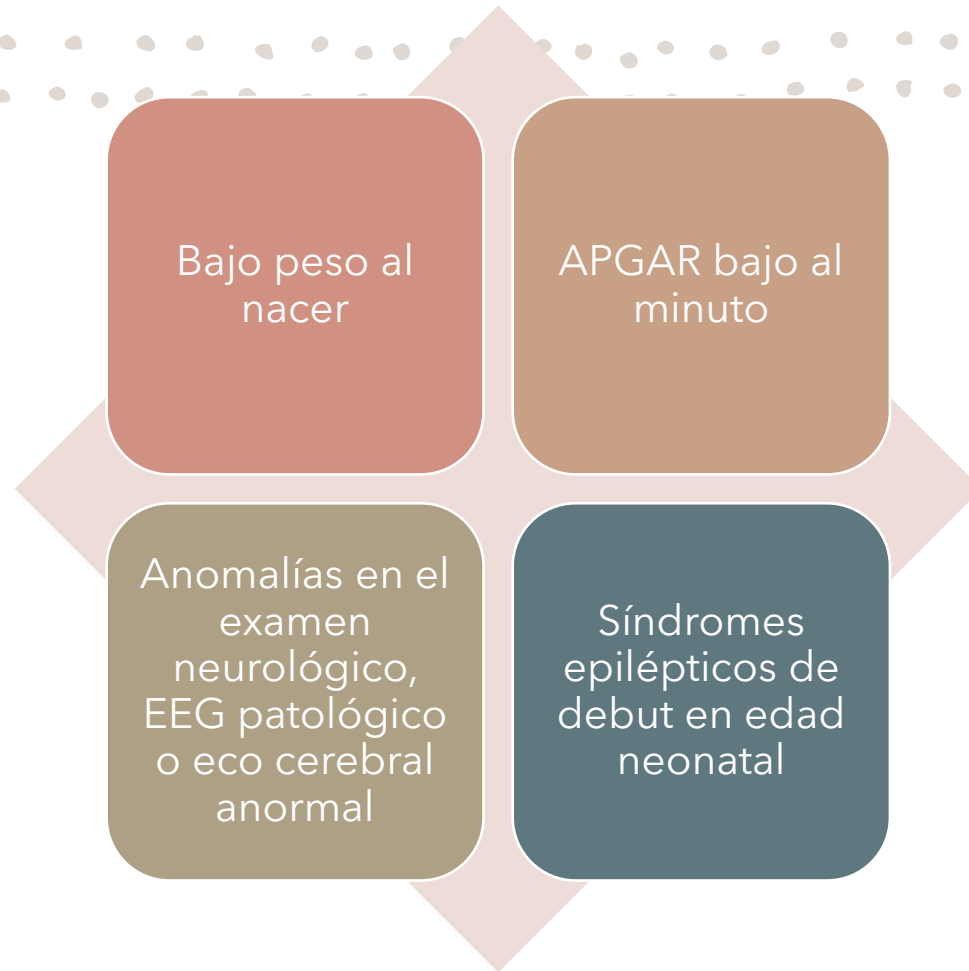 Bajo peso al
nacer
APGAR bajo al
minuto
Anomalías en el
examen
neurológico,
EEG patológico
o eco cerebral
anormal
Síndromes
epilépticos de
debut en edad
neonatal